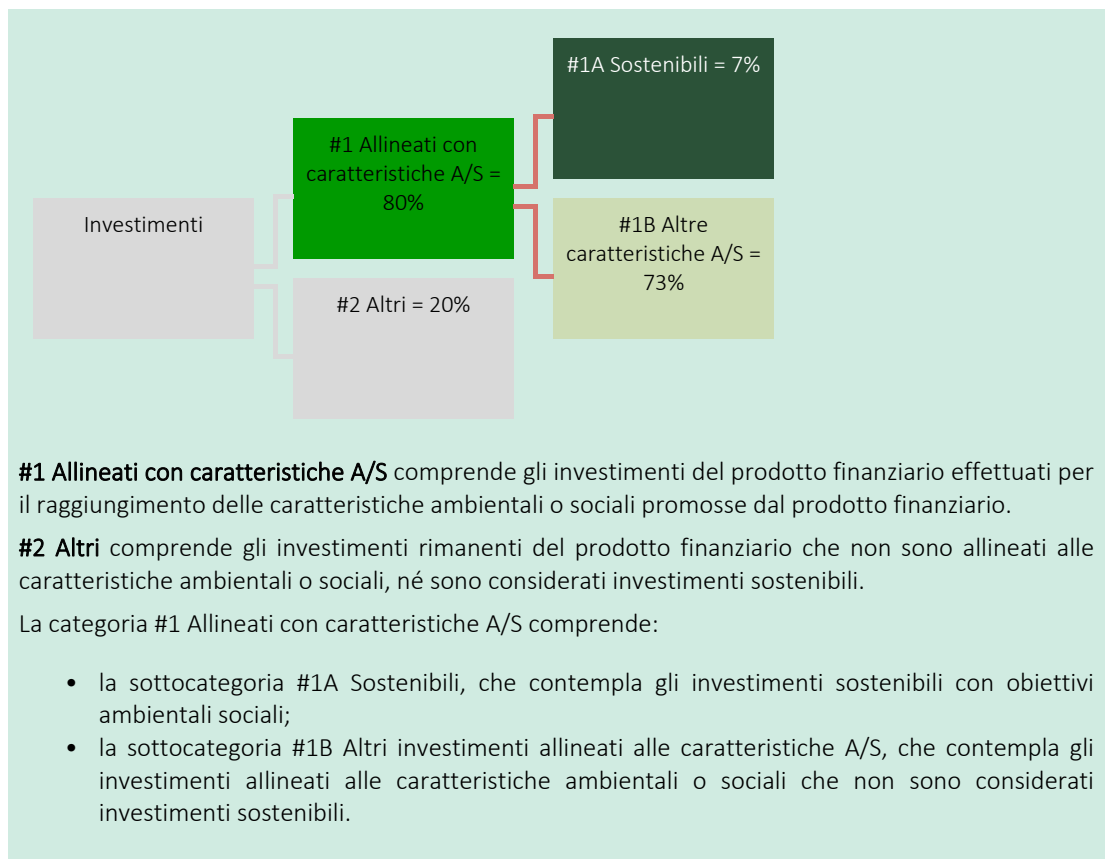 #1A Sostenibili = 7%
#1 Allineati con
caratteristiche A/S =
80%
Investimenti
#1B Altre
caratteristiche A/S =
73%
#2 Altri = 20%
#1 Allineati con caratteristiche A/S comprende gli investimenti del prodotto finanziario effettuati per
il raggiungimento delle caratteristiche ambientali o sociali promosse dal prodotto finanziario.
#2 Altri comprende gli investimenti rimanenti del prodotto finanziario che non sono allineati alle
caratteristiche ambientali o sociali, né sono considerati investimenti sostenibili.
La categoria #1 Allineati con caratteristiche A/S comprende:
• la sottocategoria #1A Sostenibili, che contempla gli investimenti sostenibili con obiettivi
ambientali sociali;
• la sottocategoria #1B Altri investimenti allineati alle caratteristiche A/S, che contempla gli
investimenti allineati alle caratteristiche ambientali o sociali che non sono considerati
investimenti sostenibili.